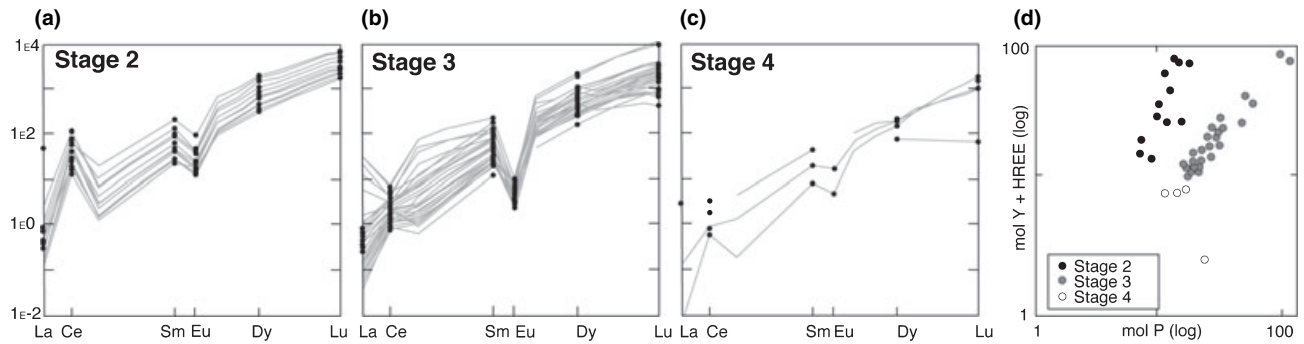 (a)
Stage 2
1E4
1E2
1E0
1E-2
La Ce Sm Eu Dy Lu
(b)
Stage 3
La Ce Sm Eu Dy Lu
(c)
Stage 4
La Ce Sm Eu Dy Lu
(d)
100
mol Y + HREE (log)
1
Stage 2
Stage 3
Stage 4
1 mol P (log) 100